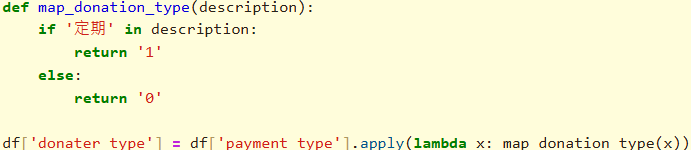 def map_donation_type(description):
    if '定期' in description:
        return '1'
    else:
        return '0'
df['donater type'] = df['payment type'].apply(lambda x: map donation type(x))